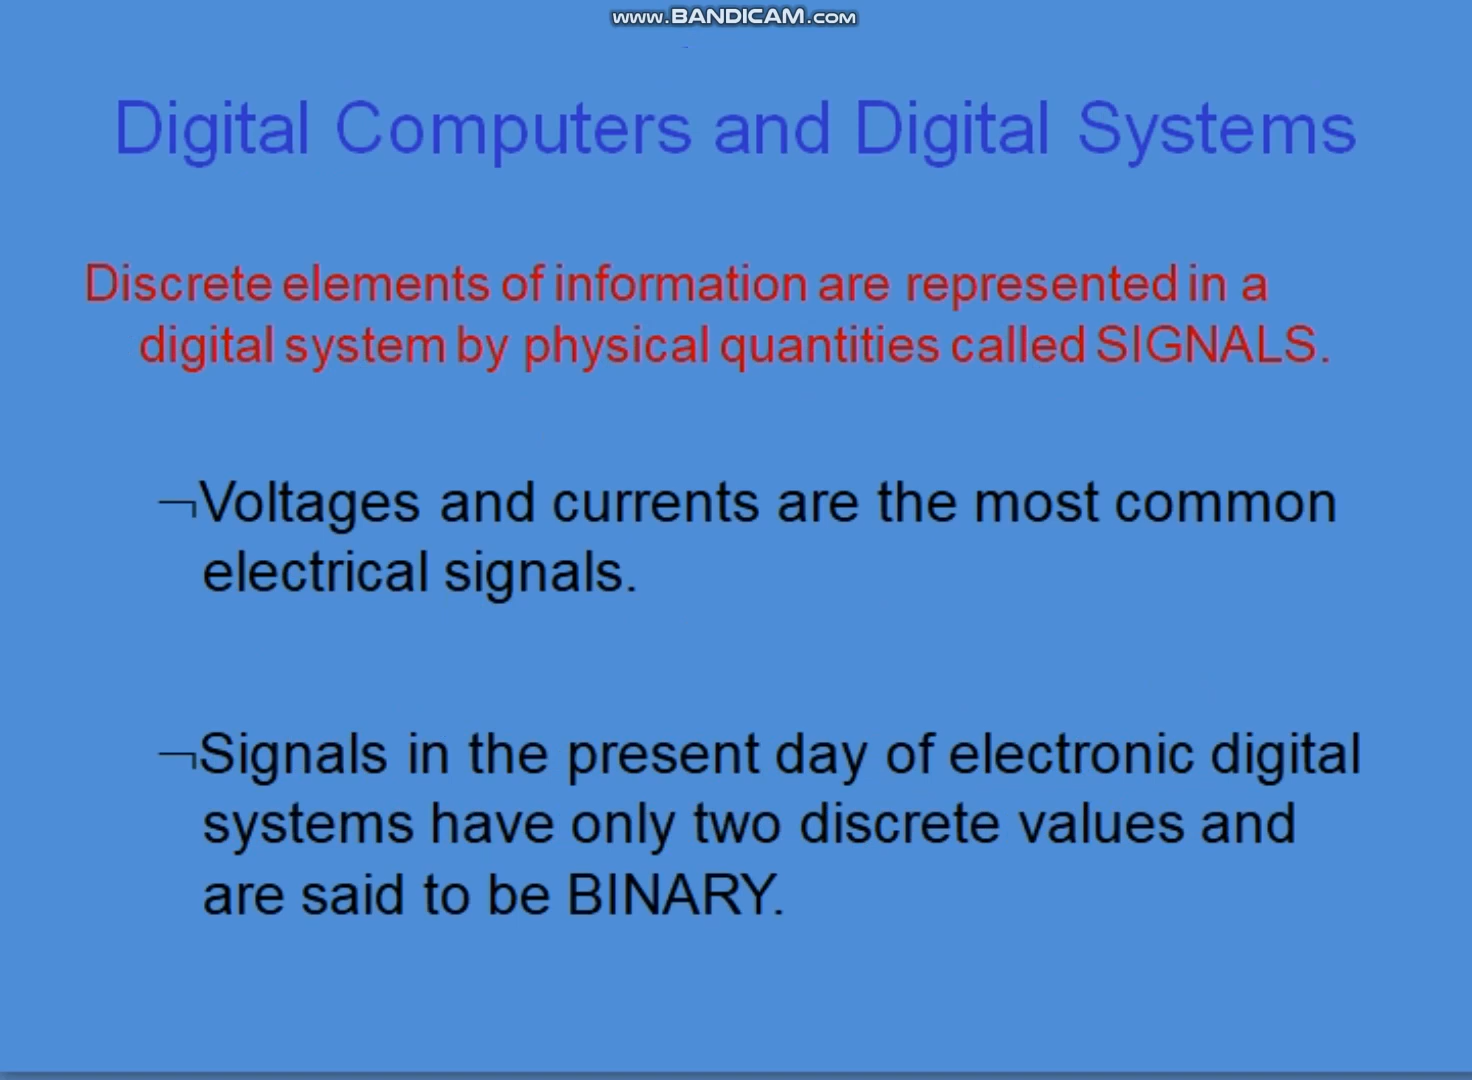 www.BANDICAM.com
Digital Computers and Digital Systems
Discrete elements of information are represented in a
digital system by physical quantities called SIGNALS.
¬Voltages and currents are the most common
electrical signals.
¬Signals in the present day of electronic digital
systems have only two discrete values and
are said to be BINARY.